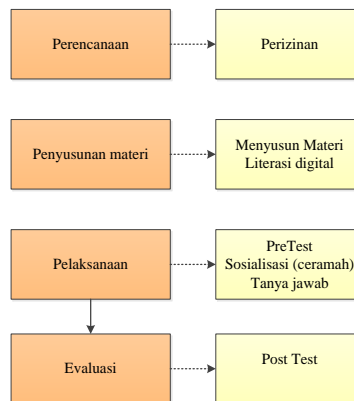 Perencanaan
Perizinan
Penyusunan materi
Menyusun Materi
Literasi digital
Pelaksanaan
PreTest
Sosialisasi (ceramah)
Tanya jawab
Evaluasi
Post Test